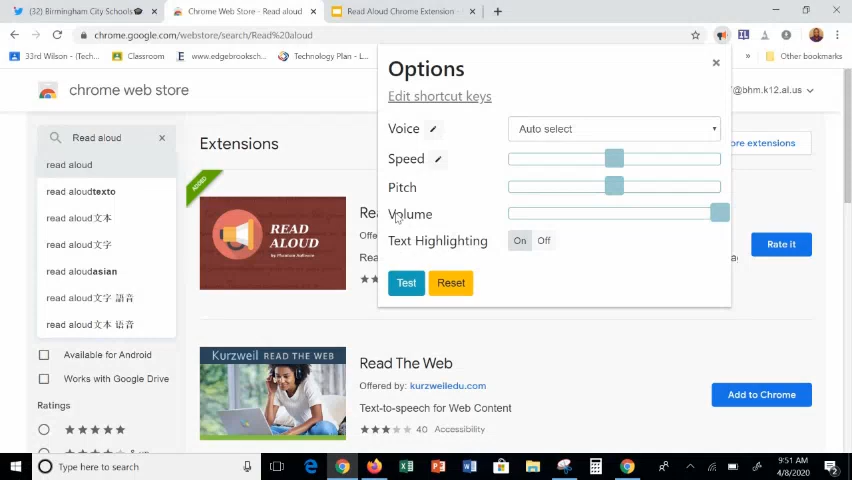 (32) Birmingham City Schools
Chrome Web Store - Read aloud
Read Aloud Chrome Extension -
chrome.google.com/webstore/search/Read%20aloud
33rd Wilson - (Tech...
Classroom
www.edgebrooksch...
Technology Plan - L...
Other bookmarks
chrome web store
@bhm.k12.al.us
Read aloud
read aloud
read aloudtexto
read aloud文本
read aloud文字
read aloudasian
read aloud文字 語音
read aloud文本 语音
Available for Android
Works with Google Drive
Ratings
& up
Extensions
ore extensions
ADDED
READ
ALOUD
Rea
Offere
Rea
Rate it
Kurzweil READ THE WEB
Read The Web
Offered by: kurzweiledu.com
Text-to-speech for Web Content
40 Accessibility
Add to Chrome
Options
Edit shortcut keys
Voice
Auto select
Speed
Pitch
Volume
Text Highlighting
On Off
Test
Reset
Type here to search
9:51 AM
4/8/2020